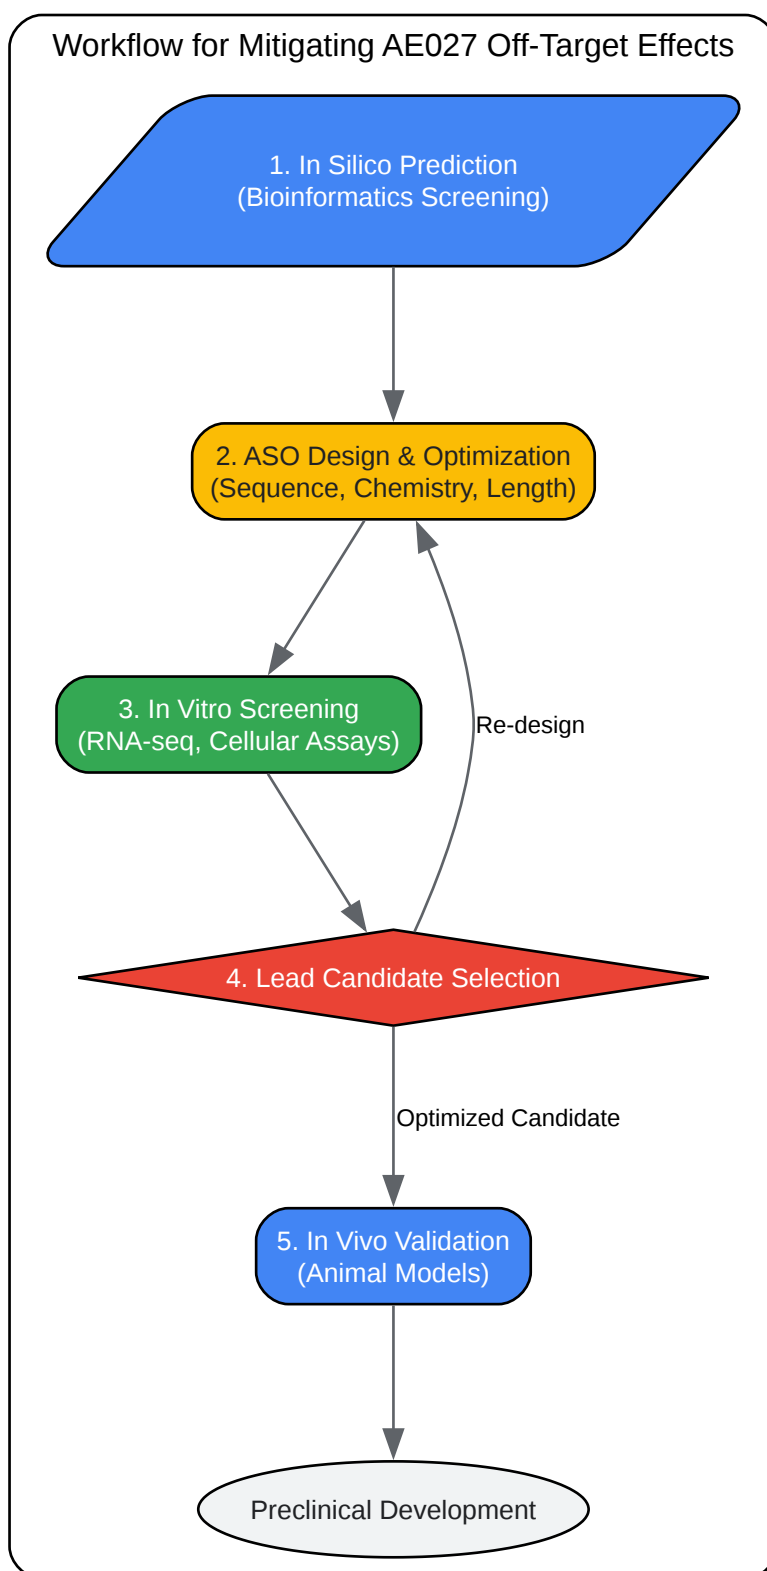 Workflow for Mitigating AE027 Off-Target Effects
1. In Silico Prediction
(Bioinformatics Screening)
2. ASO Design & Optimization
(Sequence, Chemistry, Length)
3. In Vitro Screening
(RNA-seq, Cellular Assays)
Re-design
4. Lead Candidate Selection
Optimized Candidate
5. In Vivo Validation
(Animal Models)
Preclinical Development